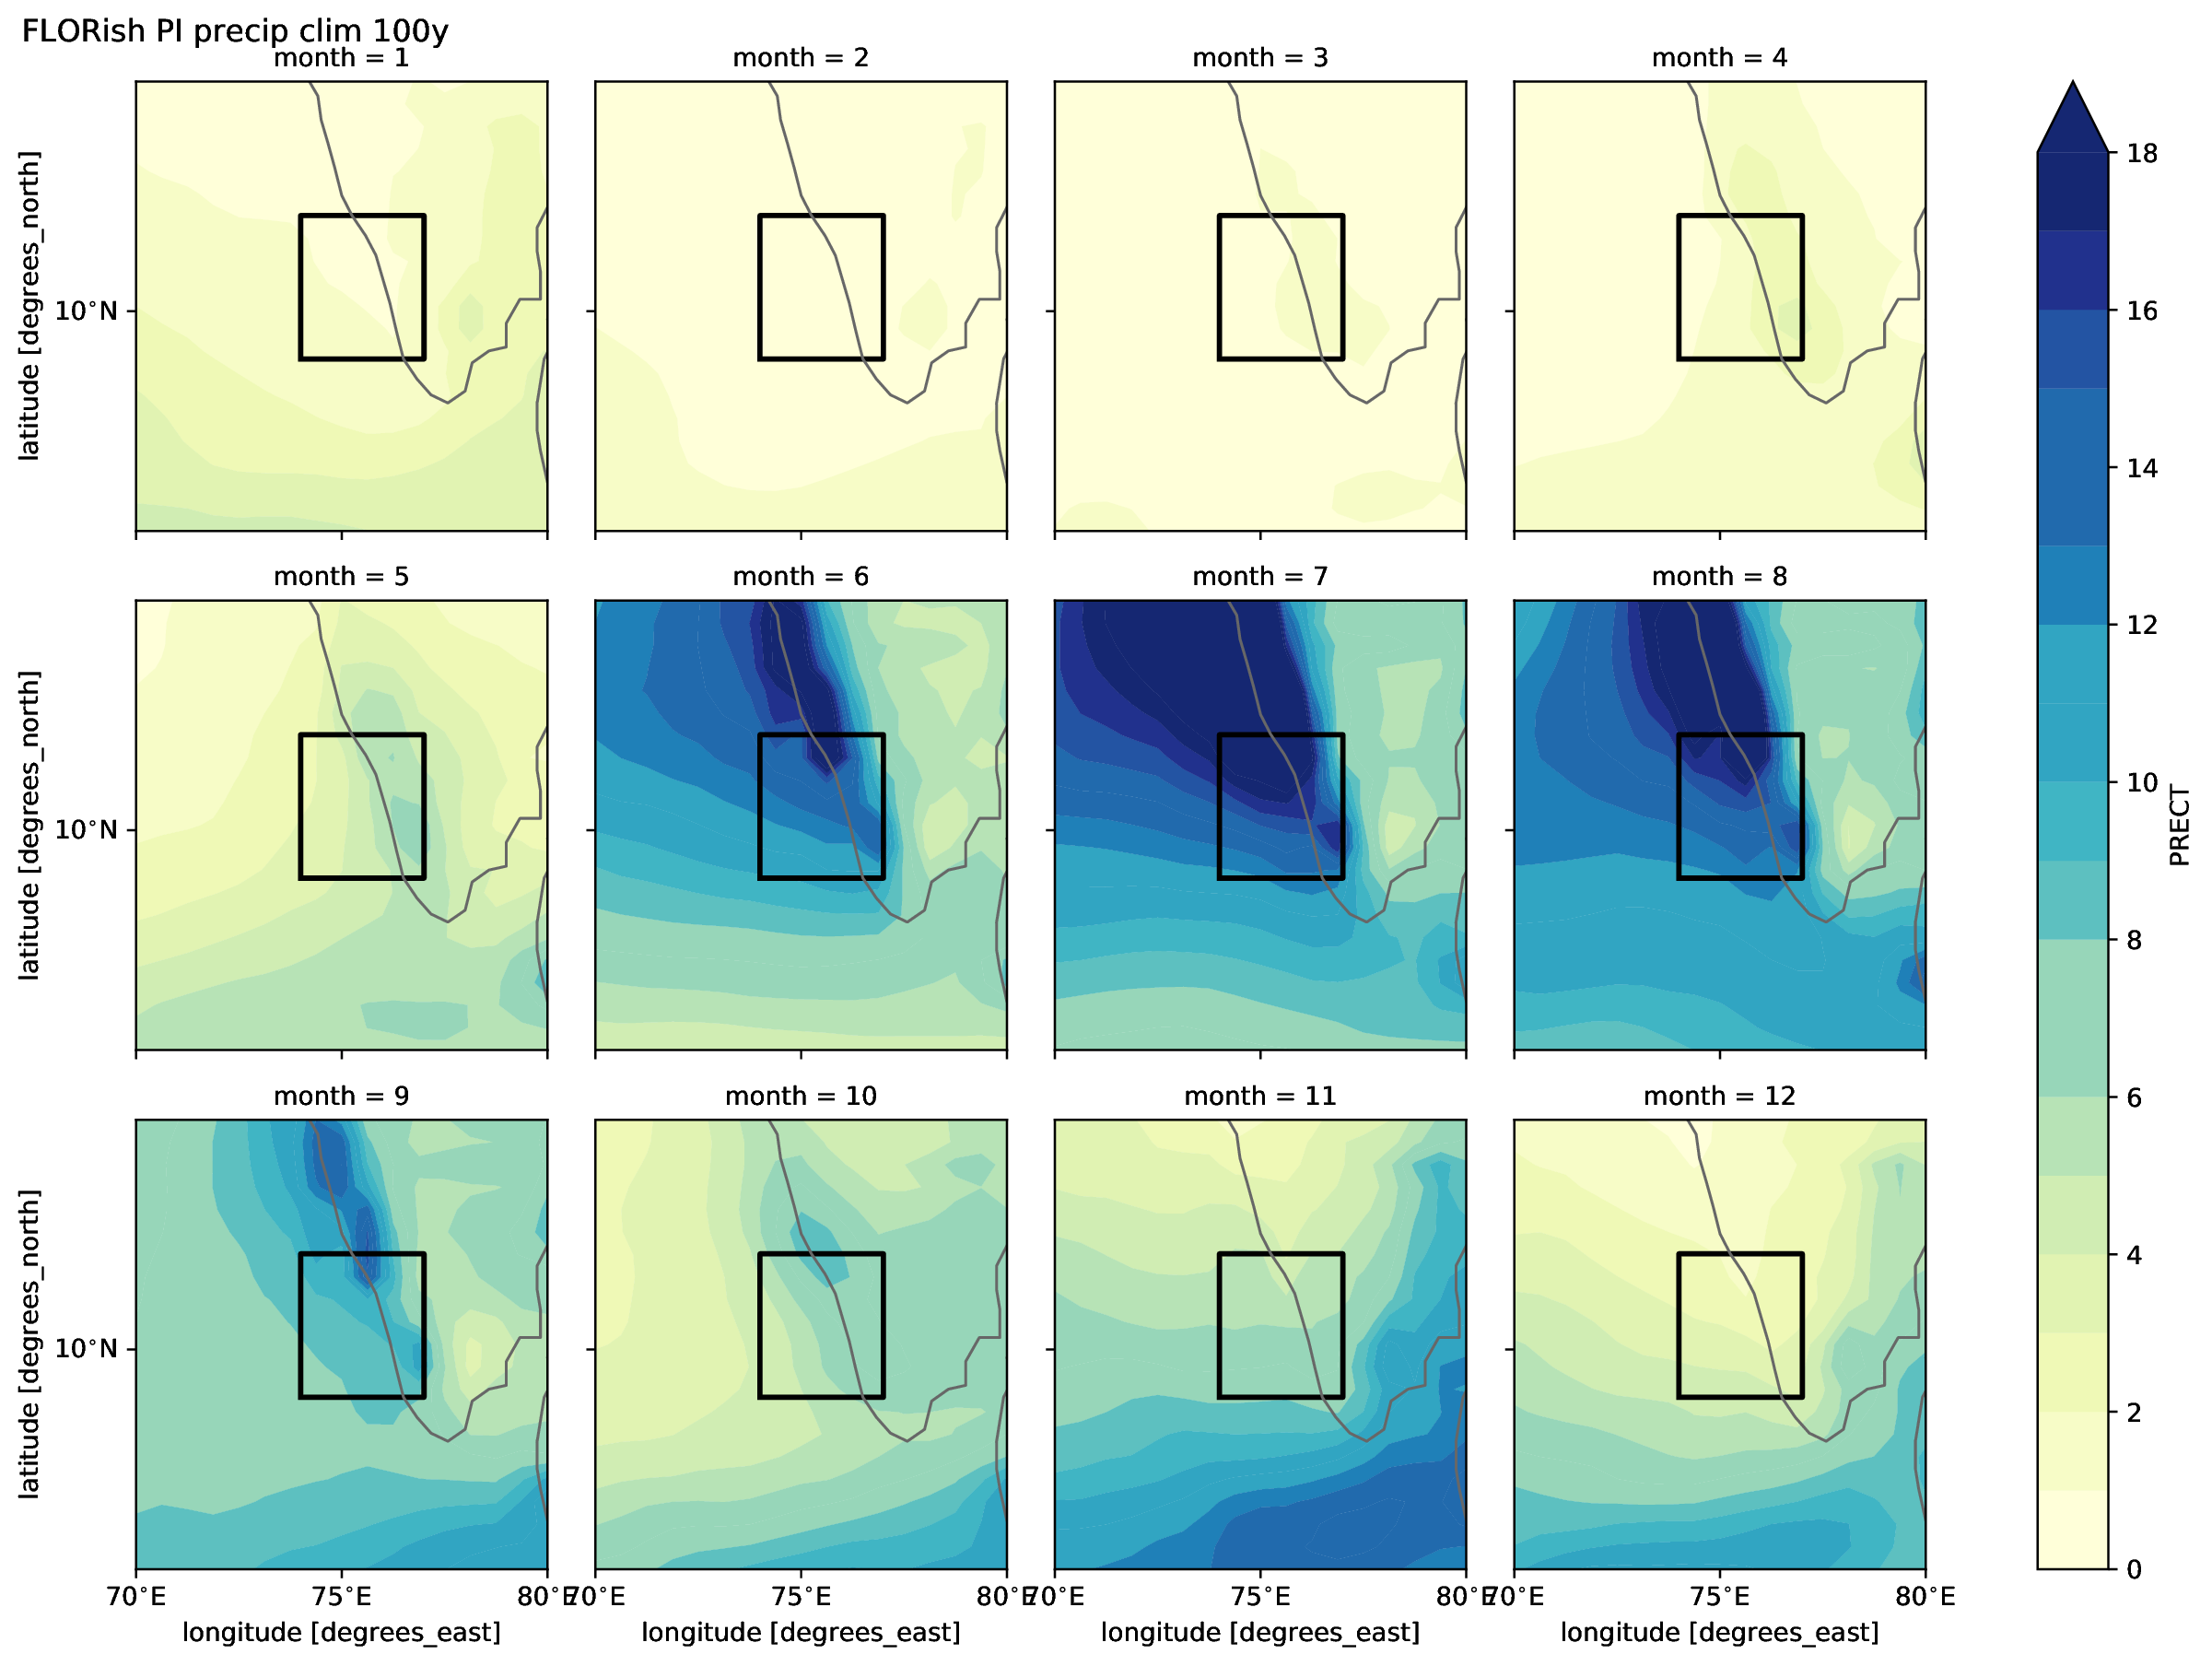 FLORish PI precip clim 100y
month = 1
month = 2
month = 3
month = 4
latitude [degrees_north]
10°N
month = 5
month = 6
month = 7
month = 8
latitude [degrees_north]
10°N
month = 9
month = 10
month = 11
month = 12
latitude [degrees_north]
10°N
70°E 75°E 80°E
70°E 75°E 80°E
70°E 75°E 80°E
70°E 75°E 80°E
longitude [degrees_east]
longitude [degrees_east]
longitude [degrees_east]
longitude [degrees_east]
18
16
14
12
10
8
6
4
2
0
PRECT